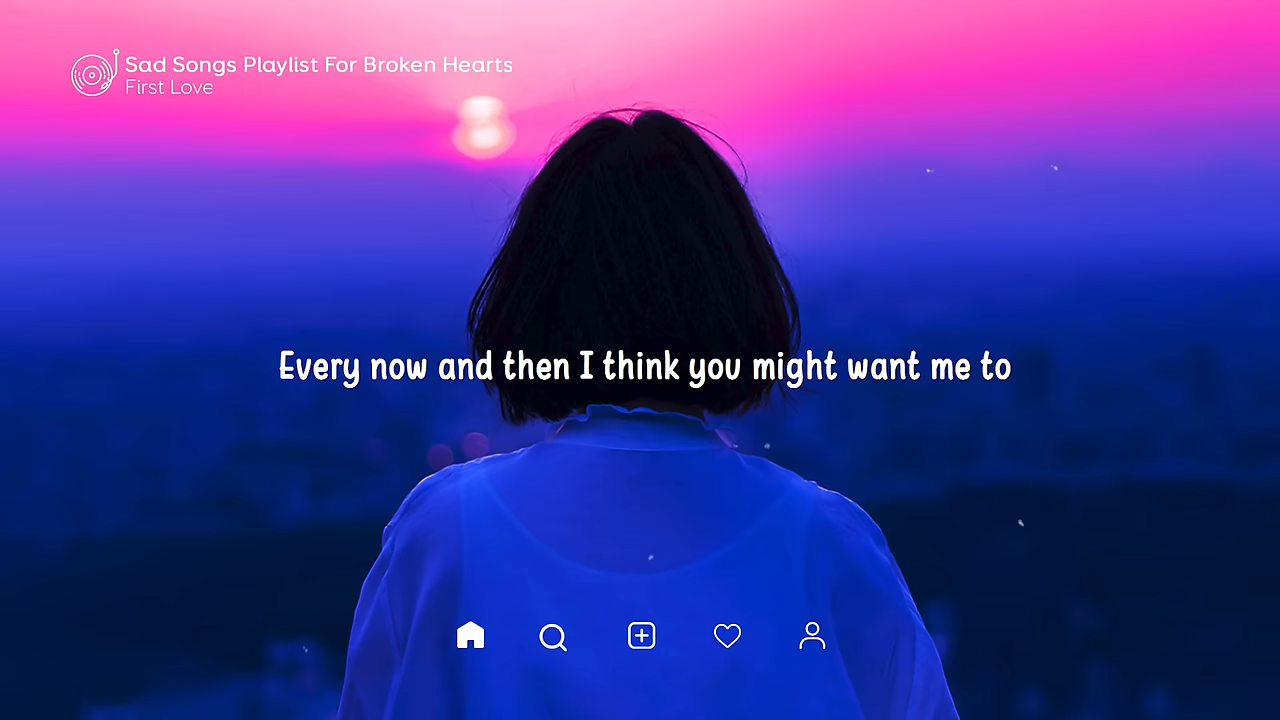 Sad Songs Playlist For Broken Hearts
First Love
Every now and then I think you might want me to